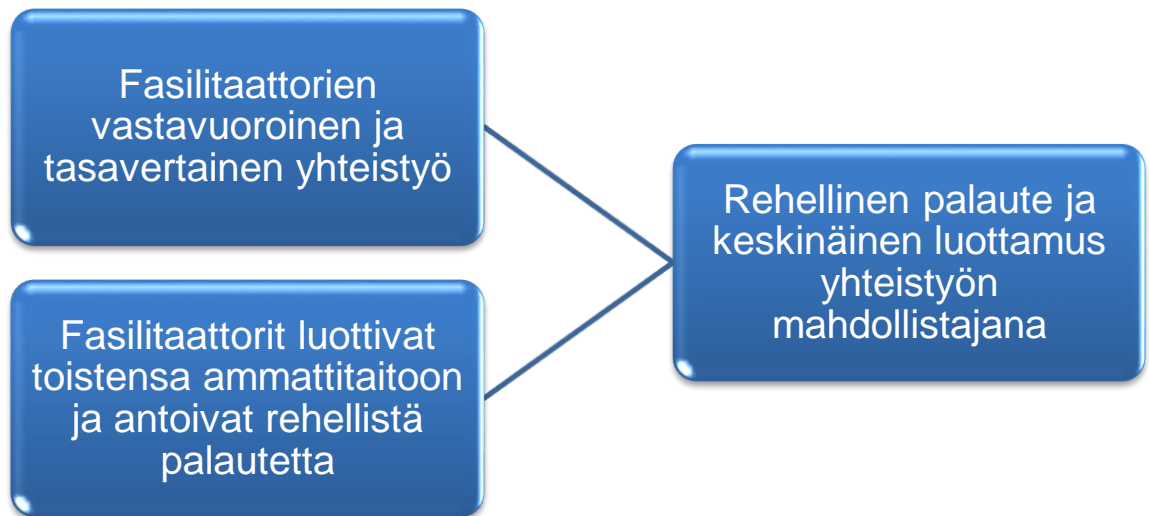 Fasilitaattorien
vastavuoroinen ja
tasavertainen yhteistyö
Fasilitaattorit luottivat
toistensa ammattitaitoon
ja antoivat rehellistä
palautetta
Rehellinen palaute ja
keskinäinen luottamus
yhteistyön
mahdollistajana